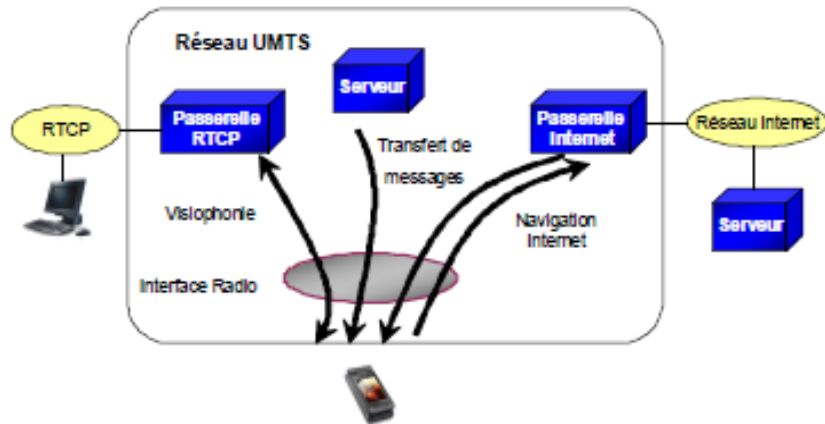 Réseau UMTS
Serveur
Passerelle
RTCP
Passerelle
Internet
RTCP
Réseau Internet
Transfert de
messages
Visiophonie
Navigation
Internet
Serveur
Interface Radio